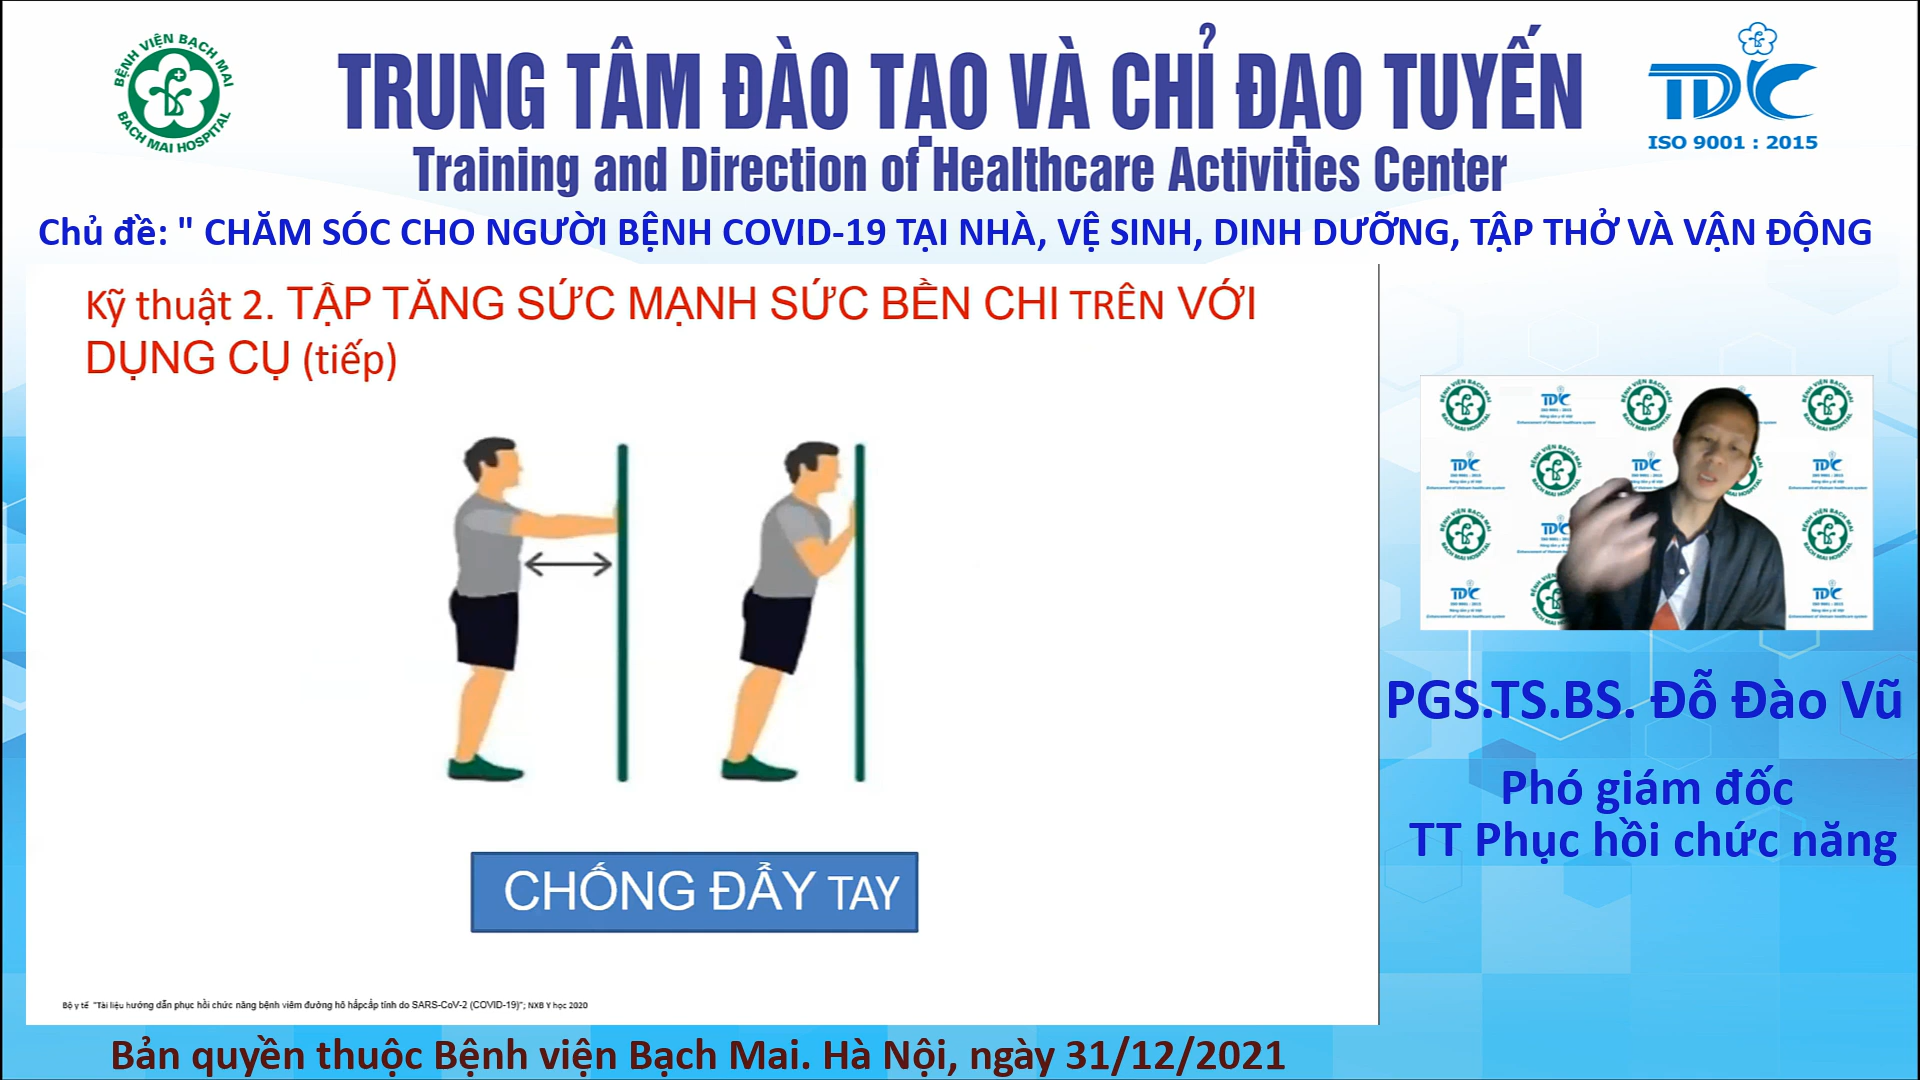 BỆNH VIỆN BẠCH MAI
BACH MAI HOSPITAL
TRUNG TÂM ĐÀO TẠO VÀ CHỈ ĐẠO TUYẾN
Training and Direction of Healthcare Activities Center
TDC
ISO 9001 : 2015
Chủ đề: " CHĂM SÓC CHO NGƯỜI BỆNH COVID-19 TẠI NHÀ, VỆ SINH, DINH DƯỠNG, TẬP THỞ VÀ VẬN ĐỘNG
Kỹ thuật 2. TẬP TĂNG SỨC MẠNH SỨC BỀN CHI TRÊN VỚI
DỤNG CỤ (tiếp)
CHỐNG ĐẨY TAY
Bộ y tế "Tài liệu hướng dẫn phục hồi chức năng bệnh viêm đường hô hấpcấp tính do SARS-CoV-2 (COVID-19)"; NXB Y học 2020
PGS.TS.BS. Đỗ Đào Vũ
Phó giám đốc
TT Phục hồi chức năng
Bản quyền thuộc Bệnh viện Bạch Mai. Hà Nội, ngày 31/12/2021